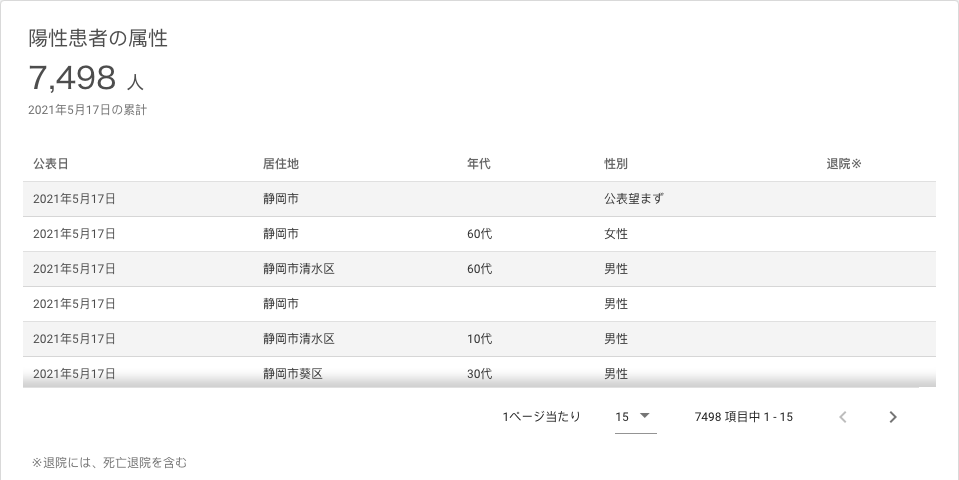 陽性患者の属性
7,498 人
2021年5月17日の累計
公表日 居住地 年代 性別 退院※
2021年5月17日 静岡市 公表望まず
2021年5月17日 静岡市 60代 女性
2021年5月17日 静岡市清水区 60代 男性
2021年5月17日 静岡市 男性
2021年5月17日 静岡市清水区 10代 男性
2021年5月17日 静岡市葵区 30代 男性
1ページ当たり 15 7498 項目中 1 - 15
※退院には、死亡退院を含む